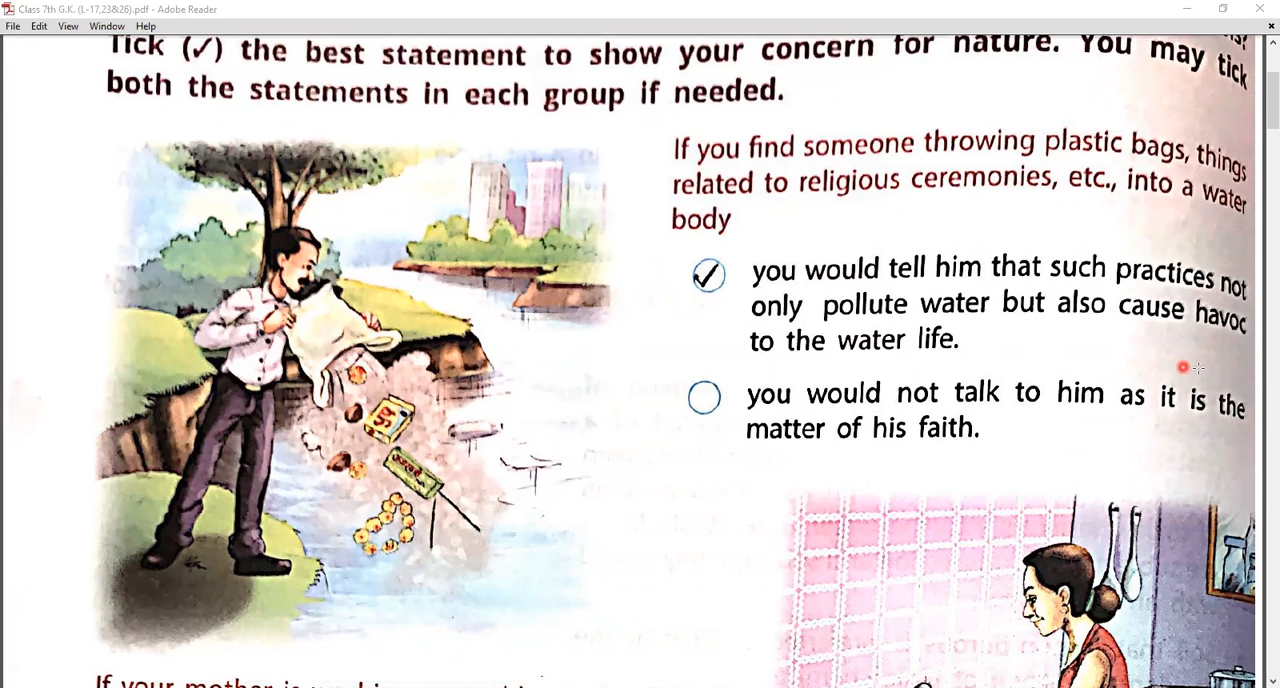 Class 7th G.K. (L-17,23&26).pdf - Adobe Reader
File Edit View Window Help
Tick (✓) the best statement to show your concern for nature. You may tick
both the statements in each group if needed.
If you find someone throwing plastic bags, things
related to religious ceremonies, etc., into a water
body
you would tell him that such practices not
only pollute water but also cause havoc
to the water life.
you would not talk to him as it is the
matter of his faith.
If your mother is